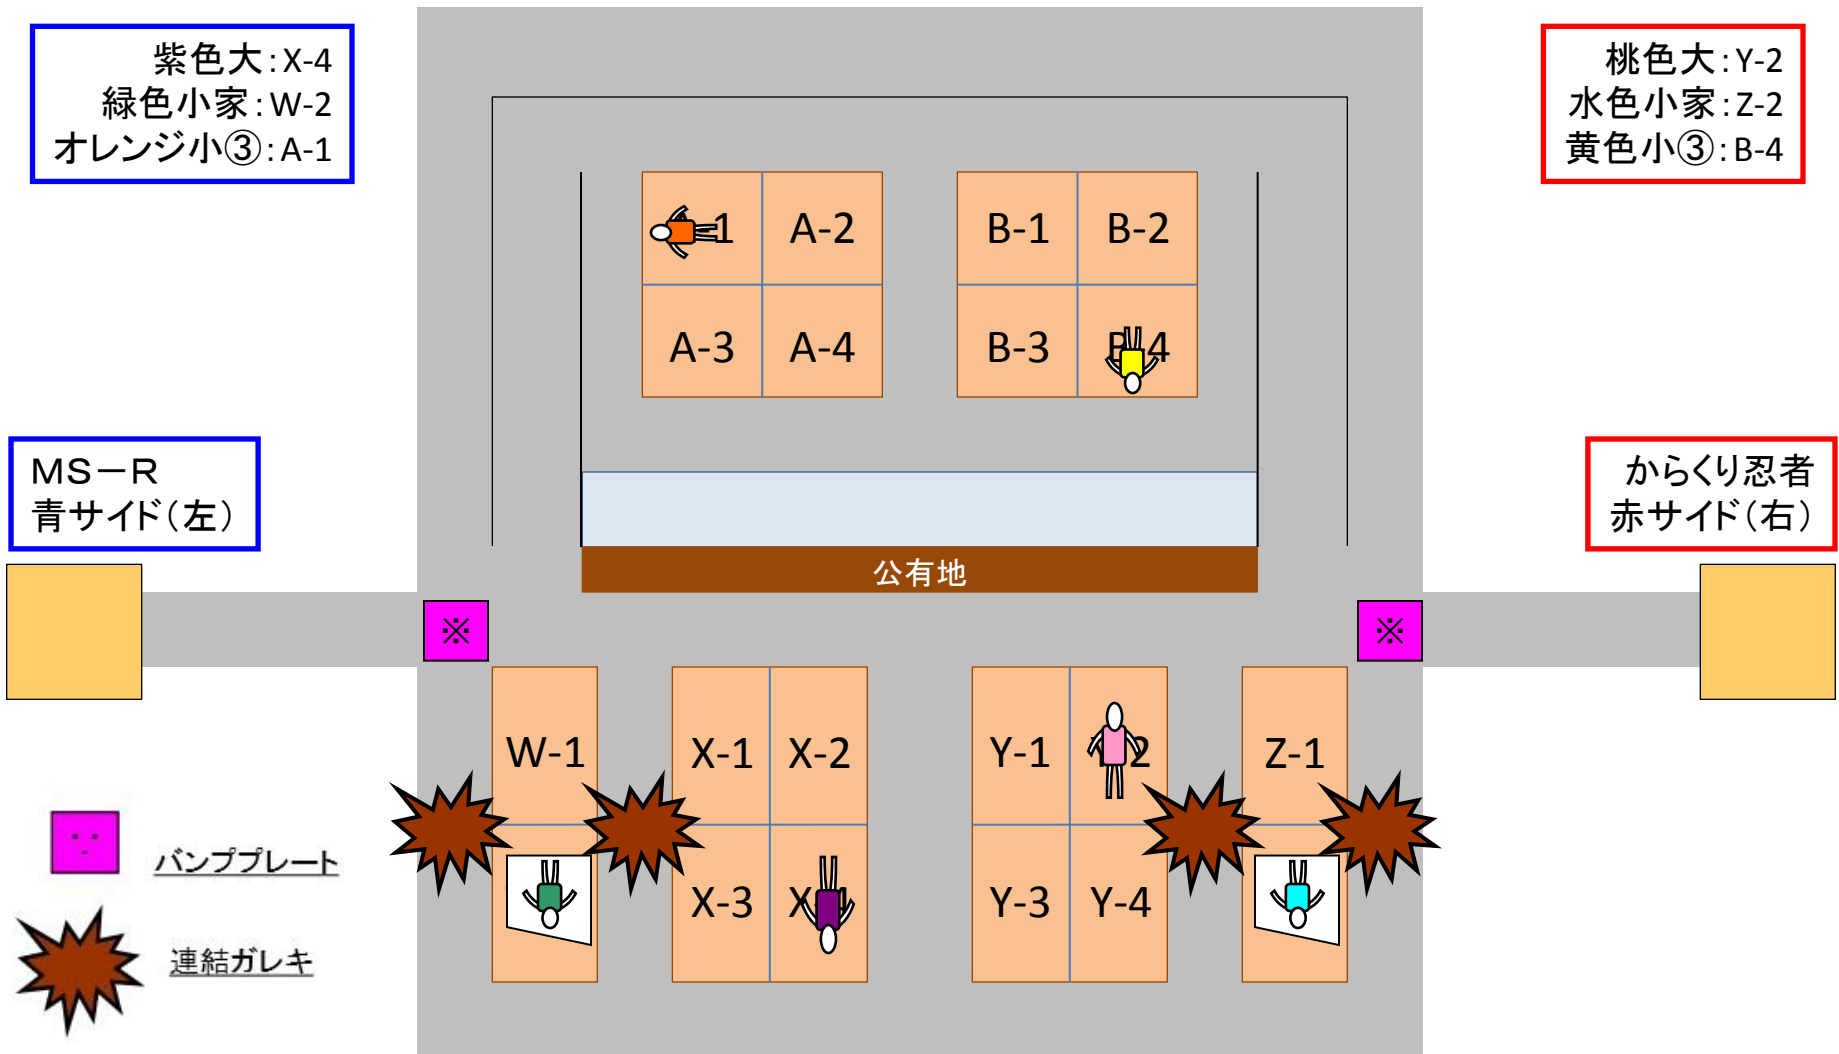 紫色大:X-4
緑色小家:W-2
オレンジ小③:A-1
桃色大:Y-2
水色小家:Z-2
黄色小③:B-4
A-2
B-1
B-2
A-3
A-4
B-3
MS-R
青サイド(左)
からくり忍者
赤サイド(右)
公有地
※
※
W-1
X-1
X-2
Y-1
Z-1
X-3
Y-3
Y-4
バンププレート
連結ガレキ